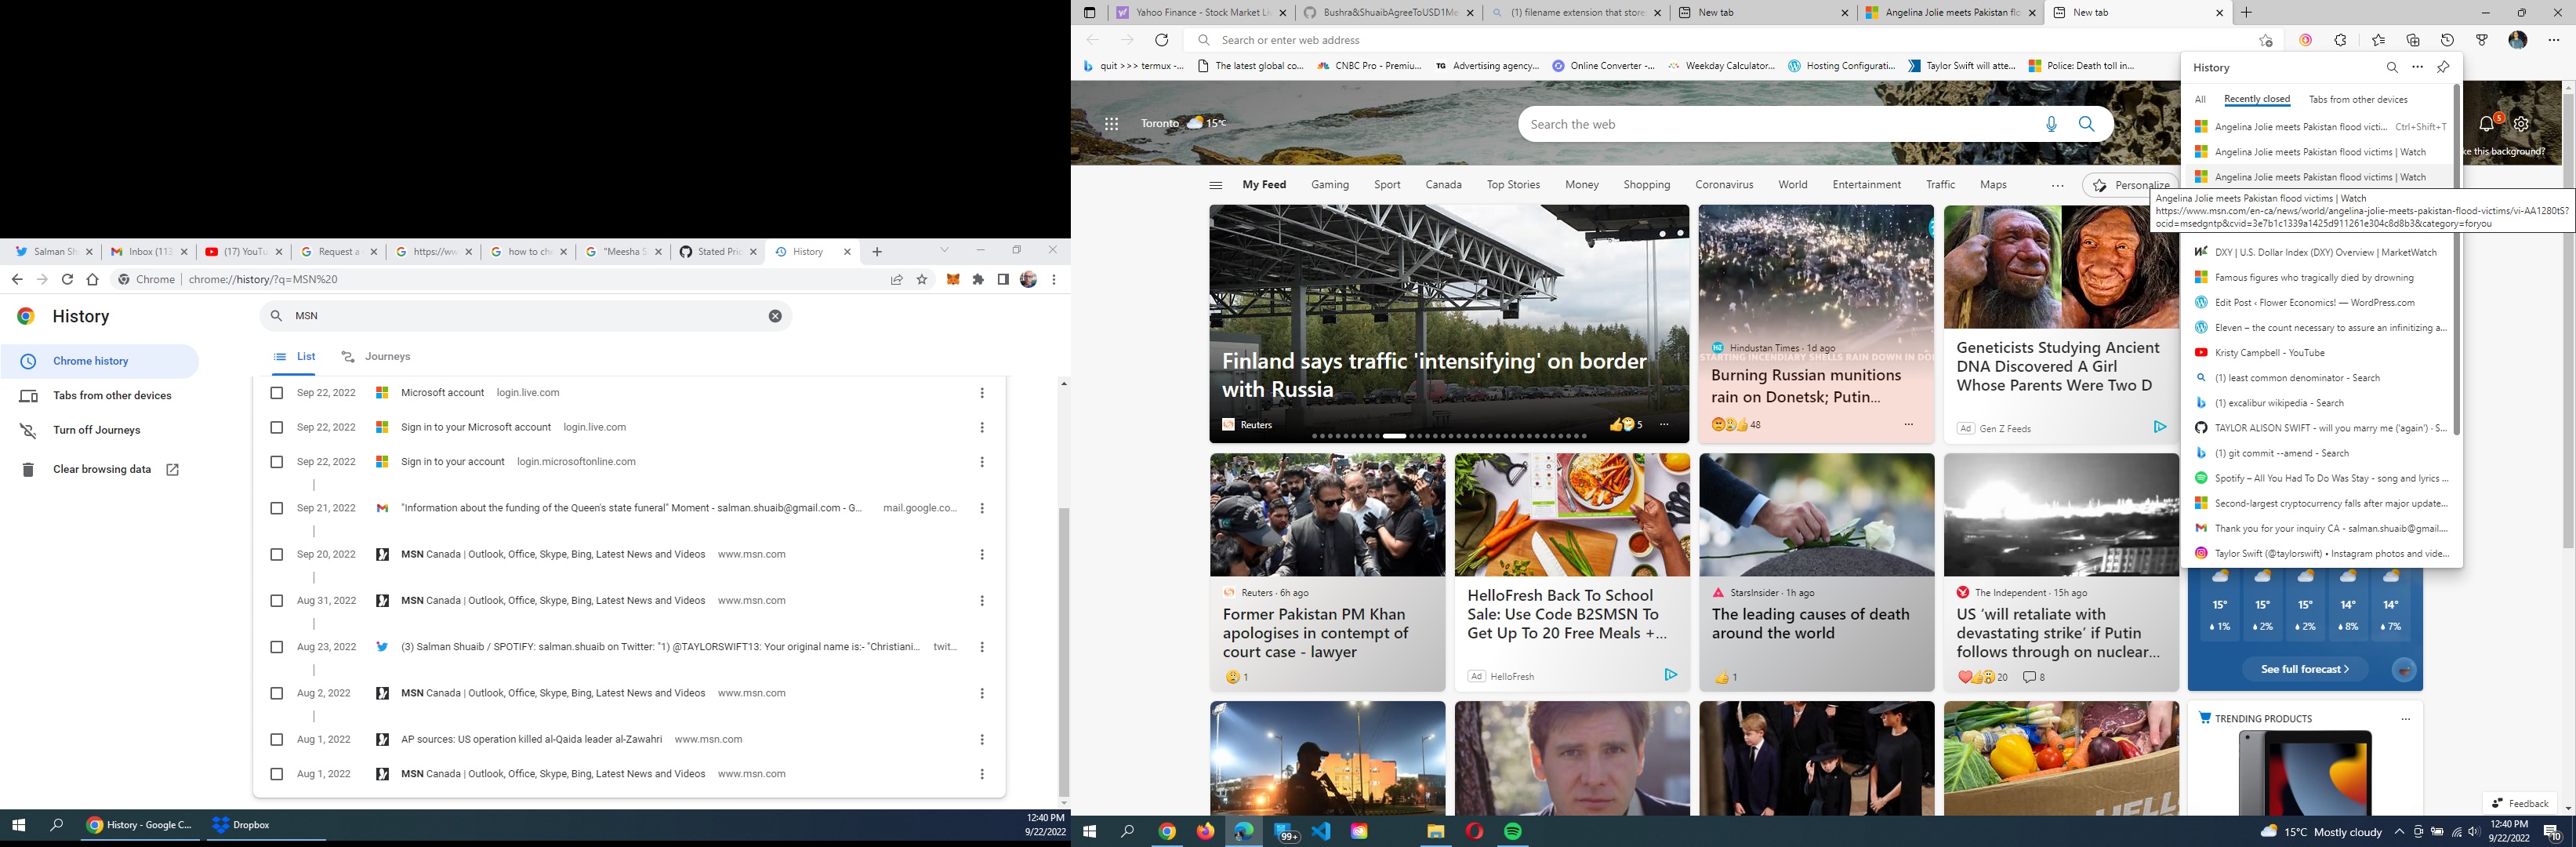 Salman Sh
Inbox (113
(17) YouTu
Request a
https://ww
how to che
"Meesha S
Stated Pric
History
Chrome | chrome://history/?q=MSN%20
History
MSN
Chrome history
Tabs from other devices
Turn off Journeys
Clear browsing data
List
Journeys
Sep 22, 2022 Microsoft account login.live.com
Sep 22, 2022 Sign in to your Microsoft account login.live.com
Sep 22, 2022 Sign in to your account login.microsoftonline.com
Sep 21, 2022 "Information about the funding of the Queen's state funeral" Moment - salman.shuaib@gmail.com - G... mail.google.co...
Sep 20, 2022 MSN Canada | Outlook, Office, Skype, Bing, Latest News and Videos www.msn.com
Aug 31, 2022 MSN Canada | Outlook, Office, Skype, Bing, Latest News and Videos www.msn.com
Aug 23, 2022 (3) Salman Shuaib / SPOTIFY: salman.shuaib on Twitter: "1) @TAYLORSWIFT13: Your original name is:- "Christiani... twit...
Aug 2, 2022 MSN Canada | Outlook, Office, Skype, Bing, Latest News and Videos www.msn.com
Aug 1, 2022 AP sources: US operation killed al-Qaida leader al-Zawahri www.msn.com
Aug 1, 2022 MSN Canada | Outlook, Office, Skype, Bing, Latest News and Videos www.msn.com
History - Google C...
Dropbox
12:40 PM
9/22/2022
Yahoo Finance - Stock Market Li
Bushra&ShuaibAgreeToUSD1Mo
(1) filename extension that store
New tab
Angelina Jolie meets Pakistan flo
New tab
Search or enter web address
quit >>> termux -...
The latest global co...
CNBC Pro - Premiu...
TG Advertising agency...
Online Converter -...
Weekday Calculator...
Hosting Configurati...
Taylor Swift will atte...
Police: Death toll in...
Toronto 15°C
Search the web
5
ke this background?
My Feed
Gaming
Sport
Canada
Top Stories
Money
Shopping
Coronavirus
World
Entertainment
Traffic
Maps
Personalize
Finland says traffic 'intensifying' on border
with Russia
Reuters
5
Hindustan Times · 1d ago
STARTING INCENDIARY SHELLS RAIN DOWN IN DON
Burning Russian munitions
rain on Donetsk; Putin...
48
Geneticists Studying Ancient
DNA Discovered A Girl
Whose Parents Were Two D
Ad Gen Z Feeds
Reuters · 6h ago
Former Pakistan PM Khan
apologises in contempt of
court case - lawyer
1
HelloFresh Back To School
Sale: Use Code B2SMSN To
Get Up To 20 Free Meals +...
Ad HelloFresh
StarsInsider · 1h ago
The leading causes of death
around the world
1
The Independent · 15h ago
US ‘will retaliate with
devastating strike’ if Putin
follows through on nuclear...
20
8
History
All
Recently closed
Tabs from other devices
Angelina Jolie meets Pakistan flood victi... Ctrl+Shift+T
Angelina Jolie meets Pakistan flood victims | Watch
Angelina Jolie meets Pakistan flood victims | Watch
Angelina Jolie meets Pakistan flood victims | Watch
https://www.msn.com/en-ca/news/world/angelina-jolie-meets-pakistan-flood-victims/vi-AA1280tS?
ocid=msedgntp&cvid=3e7b1c1339a1425d911261e304c8d8b3&category=foryou
DXY | U.S. Dollar Index (DXY) Overview | MarketWatch
Famous figures who tragically died by drowning
Edit Post ‹ Flower Economics! — WordPress.com
Eleven – the count necessary to assure an infinitizing a...
Kristy Campbell - YouTube
(1) least common denominator - Search
(1) excalibur wikipedia - Search
TAYLOR ALISON SWIFT - will you marry me ('again') · S...
(1) git commit --amend - Search
Spotify – All You Had To Do Was Stay - song and lyrics ...
Second-largest cryptocurrency falls after major update...
Thank you for your inquiry CA - salman.shuaib@gmail....
Taylor Swift (@taylorswift) • Instagram photos and vide...
15° 15° 15° 14° 14°
1% 2% 2% 8% 7%
See full forecast
TRENDING PRODUCTS
HELL
Feedback
99+
15°C Mostly cloudy
12:40 PM
9/22/2022
10